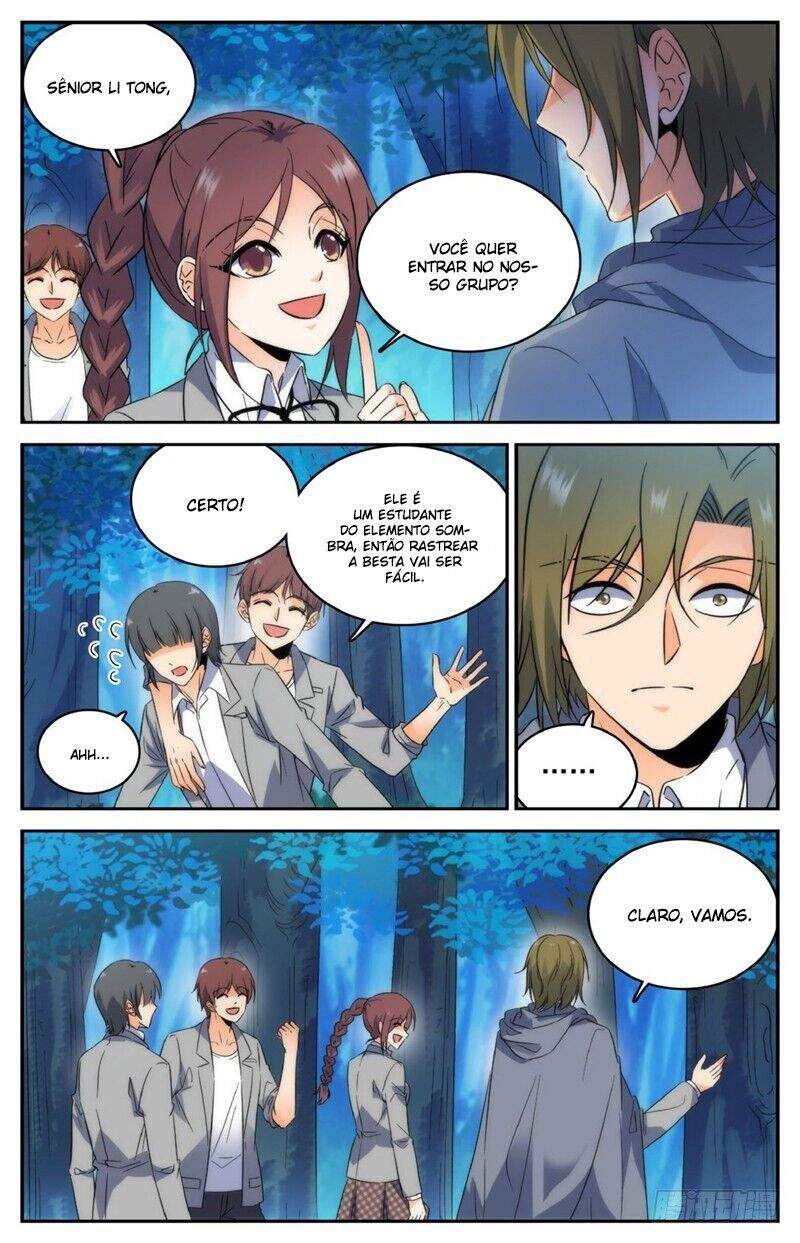 SÊNIOR LI TONG,
VOCÊ QUER
ENTRAR NO NOS-
SO GRUPO?
CERTO!
ELE É
UM ESTUDANTE
DO ELEMENTO SOM-
BRA, ENTÃO RASTREAR
A BESTA VAI SER
FÁCIL.
AHH...
......
CLARO, VAMOS.